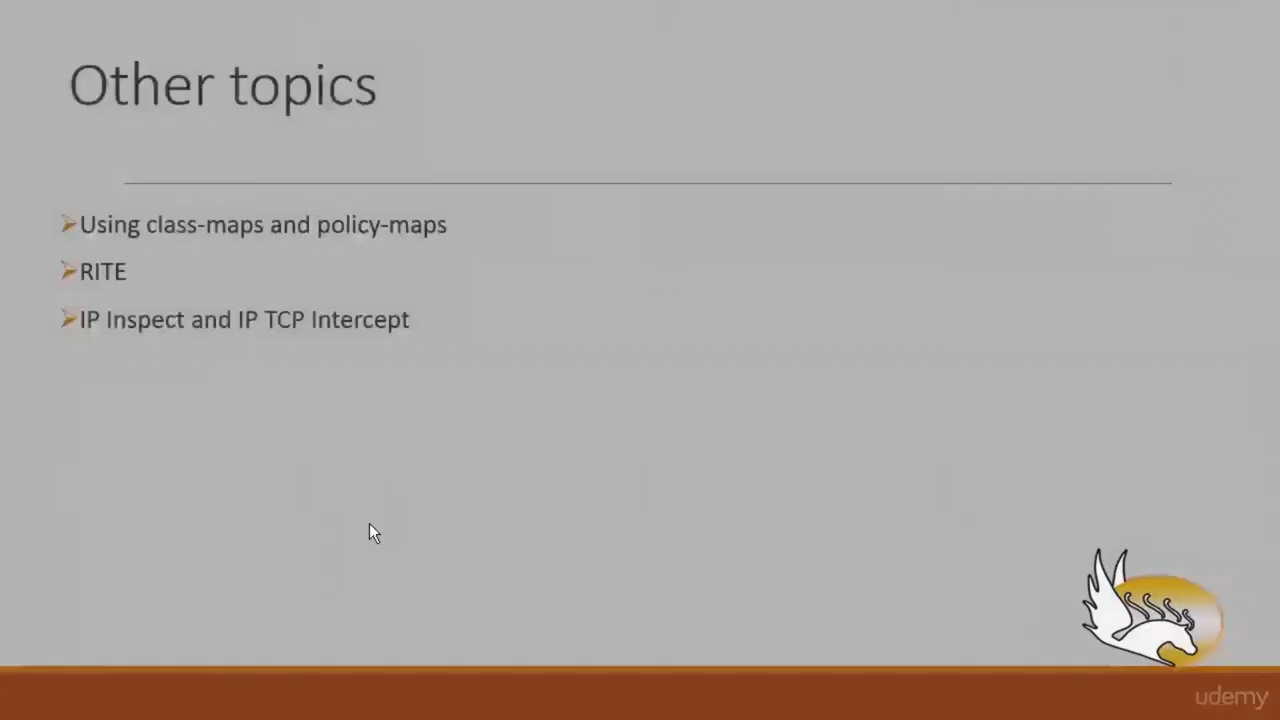 Other topics
Using class-maps and policy-maps
RITE
IP Inspect and IP TCP Intercept
udemy